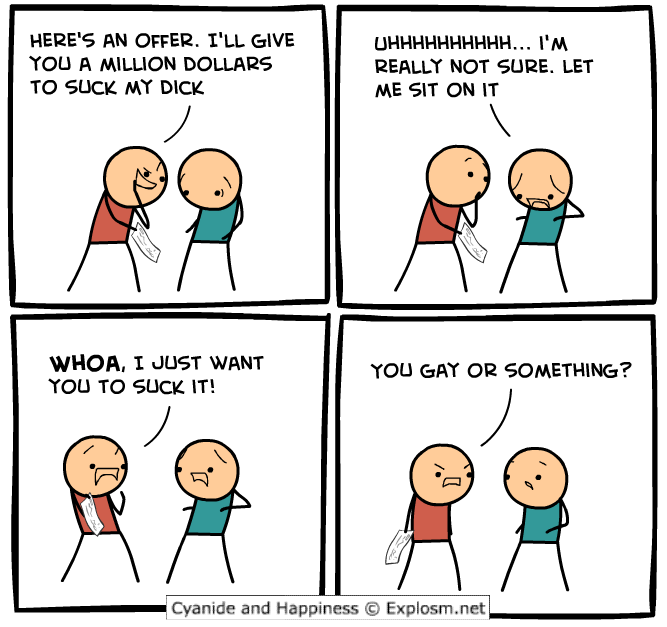 HERE'S AN OFFER. I'LL GIVE
YOU A MILLION DOLLARS
TO SUCK MY DICK
UHHHHHHHHHH... I'M
REALLY NOT SURE. LET
ME SIT ON IT
WHOA, I JUST WANT
YOU TO SUCK IT!
YOU GAY OR SOMETHING?
Cyanide and Happiness © Explosm.net